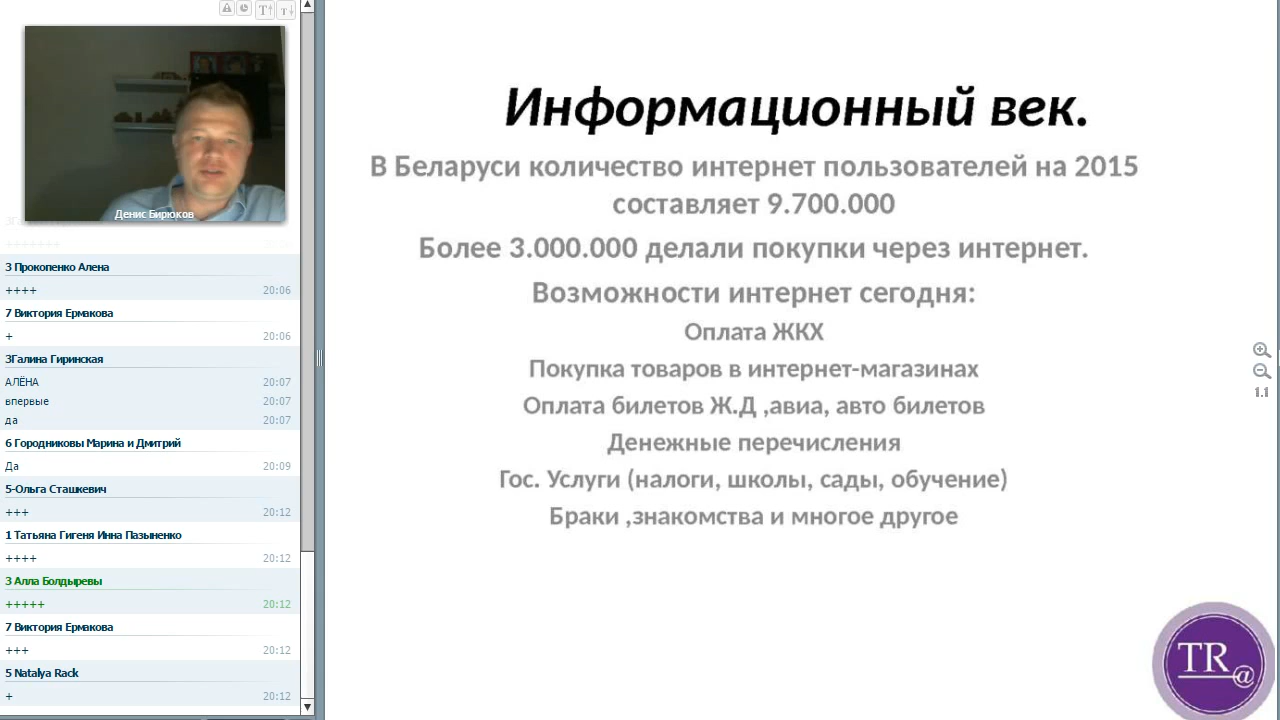 Денис Бирюков
+++++++
3 Прокопенко Алена
++++ 20:06
7 Виктория Ермакова
+ 20:06
3Галина Гиринская
АЛЁНА 20:07
впервые 20:07
да 20:07
6 Городниковы Марина и Дмитрий
Да 20:09
5-Ольга Сташкевич
+++ 20:12
1 Татьяна Гигеня Инна Пазыненко
++++ 20:12
3 Алла Болдыревы
+++++ 20:12
7 Виктория Ермакова
+++ 20:12
5 Natalya Rack
+ 20:12
Информационный век.
В Беларуси количество интернет пользователей на 2015
составляет 9.700.000
Более 3.000.000 делали покупки через интернет.
Возможности интернет сегодня:
Оплата ЖКХ
Покупка товаров в интернет-магазинах
Оплата билетов Ж.Д ,авиа, авто билетов
Денежные перечисления
Гос. Услуги (налоги, школы, сады, обучение)
Браки ,знакомства и многое другое
1.1
TR@